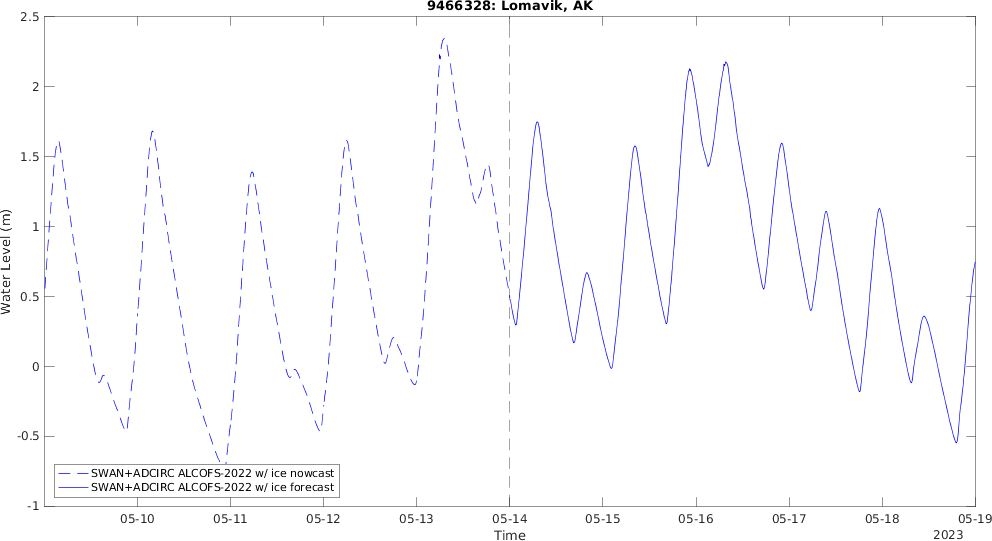 9466328: Lomavik, AK
2.5
2
1.5
1
0.5
0
-0.5
-1
Water Level (m)
SWAN+ADCIRC ALCOFS-2022 w/ ice nowcast
SWAN+ADCIRC ALCOFS-2022 w/ ice forecast
05-10 05-11 05-12 05-13 05-14 05-15 05-16 05-17 05-18 05-19
Time
2023